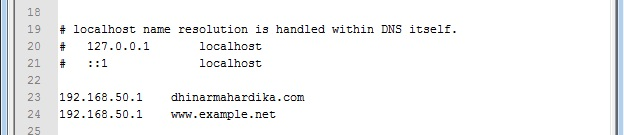 18
19 # localhost name resolution is handled within DNS itself.
20 #   127.0.0.1       localhost
21 #   ::1             localhost
22
23 192.168.50.1    dhinarmahardika.com
24 192.168.50.1    www.example.net
25